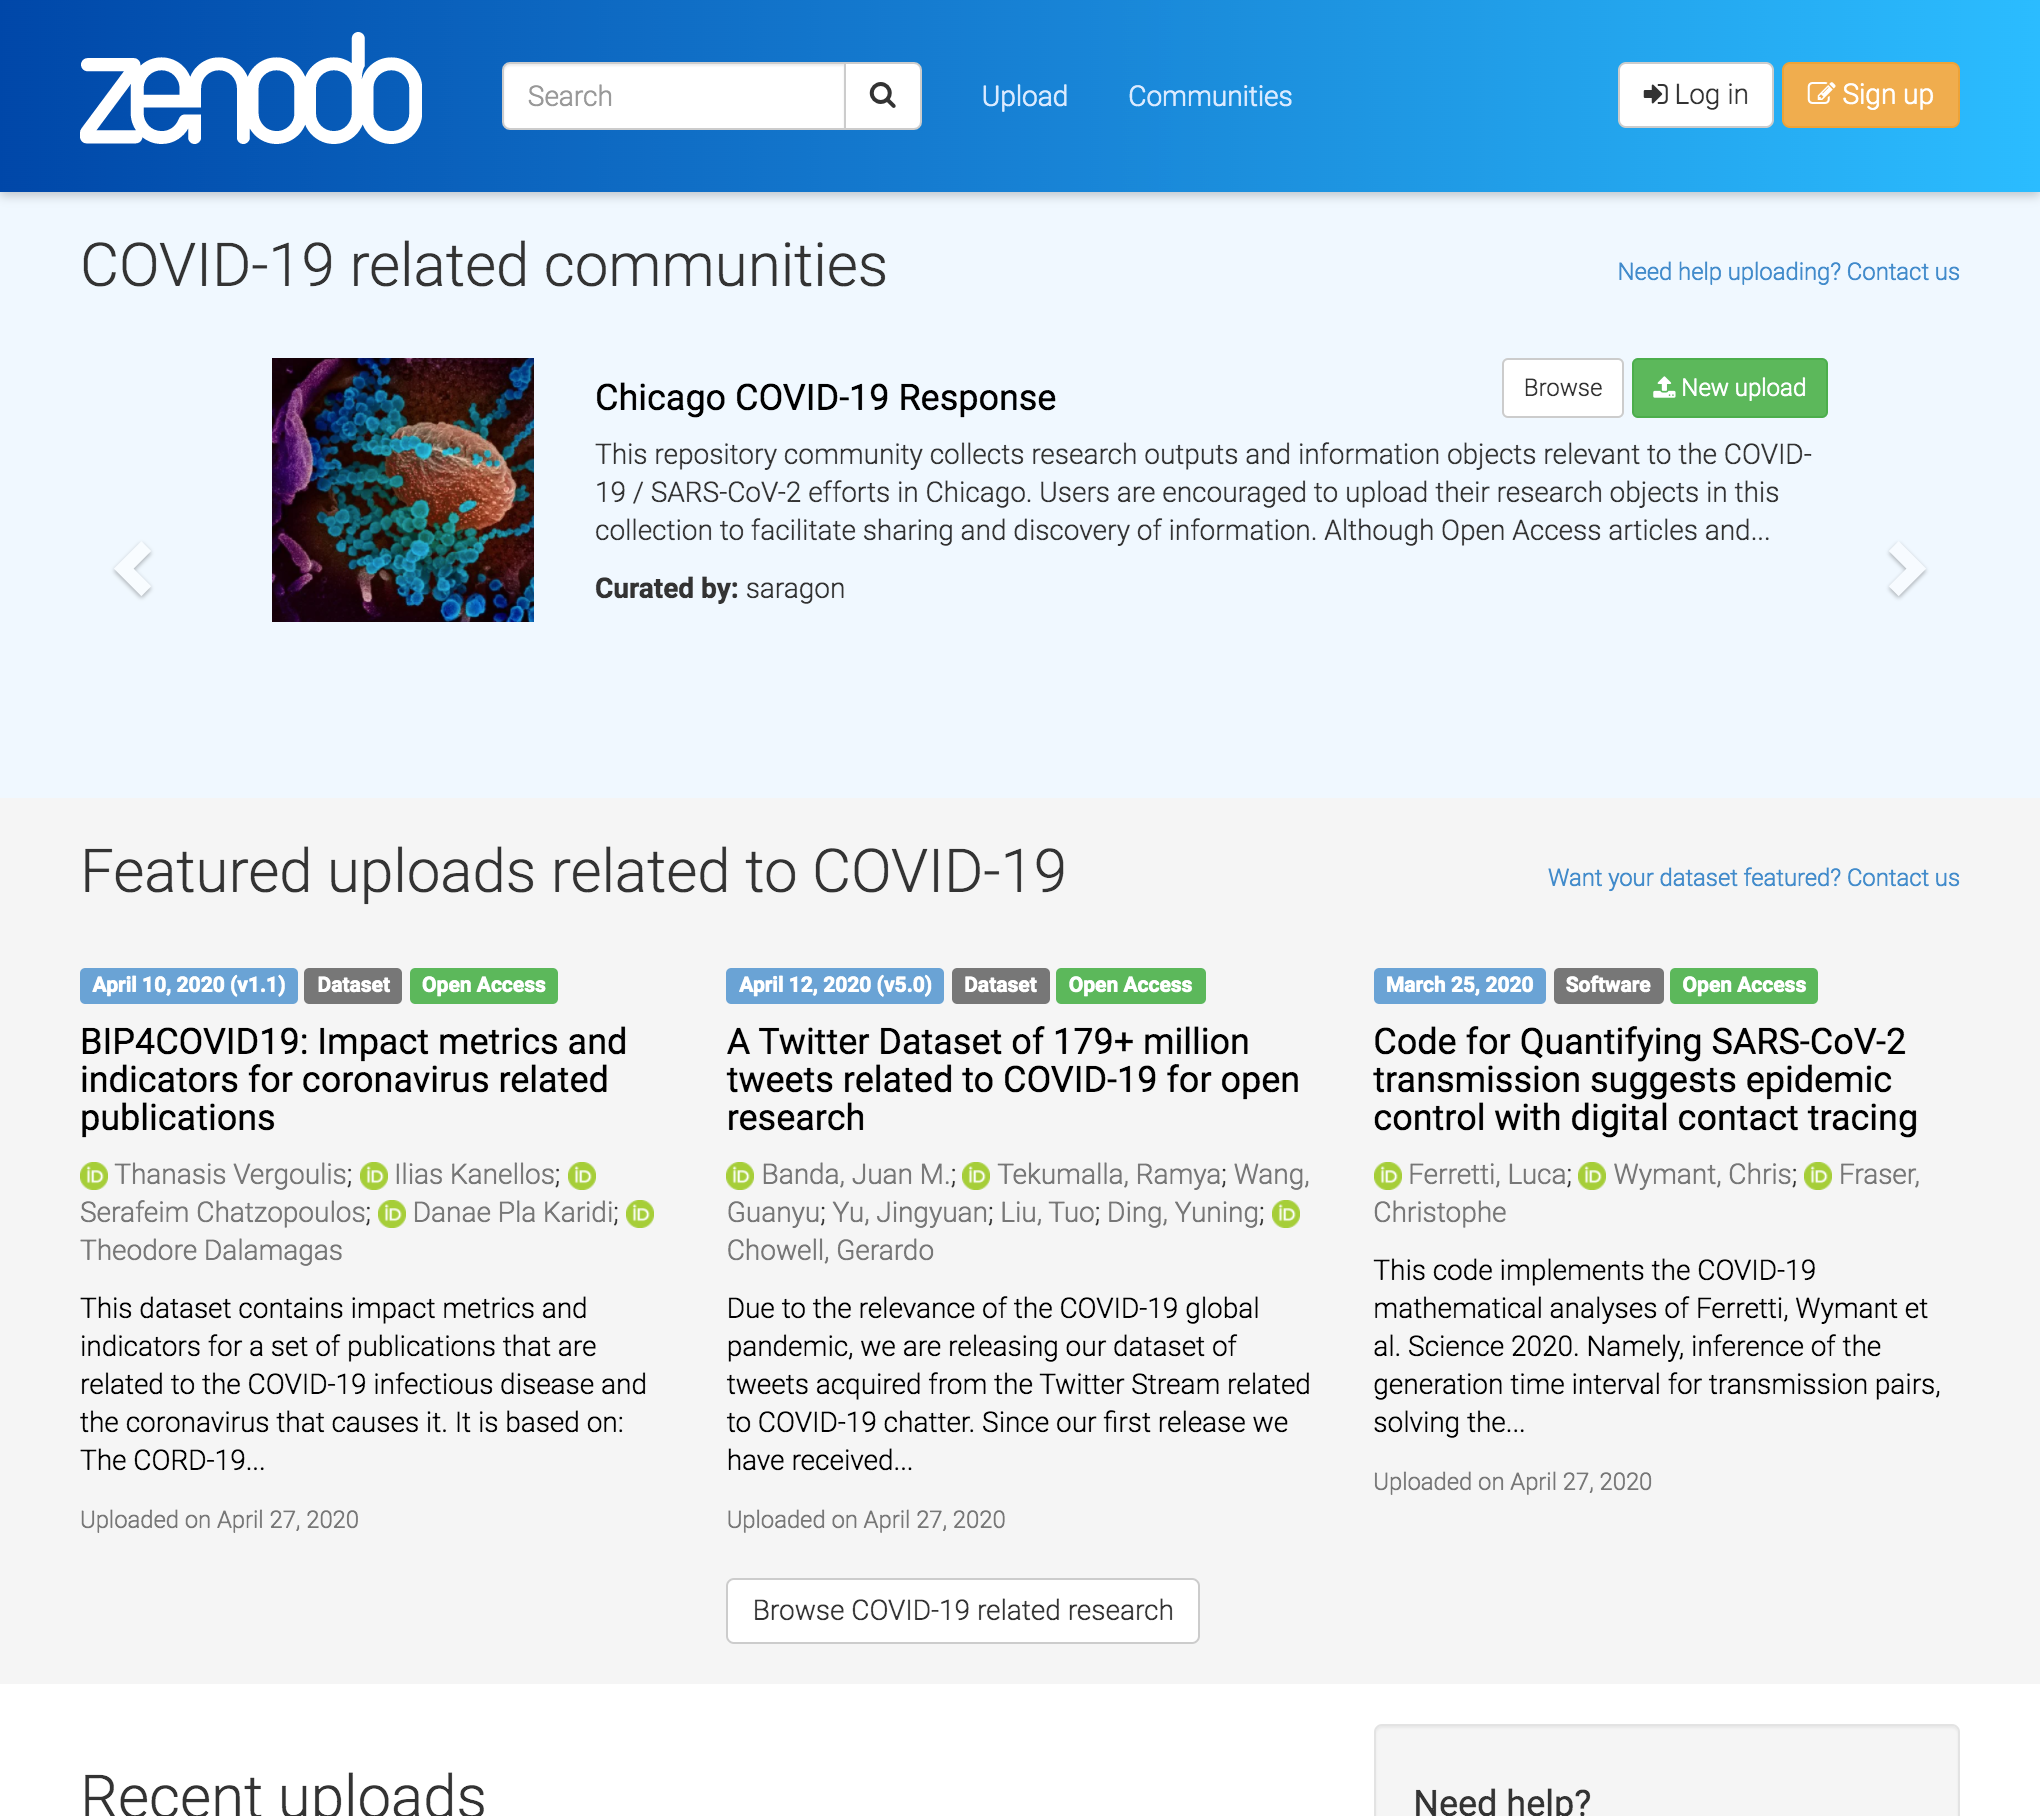 zenodo
Search
Upload
Communities
Log in
Sign up
COVID-19 related communities
Need help uploading? Contact us
Chicago COVID-19 Response
Browse
New upload
This repository community collects research outputs and information objects relevant to the COVID-
19 / SARS-CoV-2 efforts in Chicago. Users are encouraged to upload their research objects in this
collection to facilitate sharing and discovery of information. Although Open Access articles and...
Curated by: saragon
Featured uploads related to COVID-19
Want your dataset featured? Contact us
April 10, 2020 (v1.1) Dataset Open Access
BIP4COVID19: Impact metrics and
indicators for coronavirus related
publications
iD Thanasis Vergoulis; iD Ilias Kanellos; iD
Serafeim Chatzopoulos; iD Danae Pla Karidi; iD
Theodore Dalamagas
This dataset contains impact metrics and
indicators for a set of publications that are
related to the COVID-19 infectious disease and
the coronavirus that causes it. It is based on:
The CORD-19...
Uploaded on April 27, 2020
April 12, 2020 (v5.0) Dataset Open Access
A Twitter Dataset of 179+ million
tweets related to COVID-19 for open
research
iD Banda, Juan M.; iD Tekumalla, Ramya; Wang,
Guanyu; Yu, Jingyuan; Liu, Tuo; Ding, Yuning; iD
Chowell, Gerardo
Due to the relevance of the COVID-19 global
pandemic, we are releasing our dataset of
tweets acquired from the Twitter Stream related
to COVID-19 chatter. Since our first release we
have received...
Uploaded on April 27, 2020
March 25, 2020 Software Open Access
Code for Quantifying SARS-CoV-2
transmission suggests epidemic
control with digital contact tracing
iD Ferretti, Luca; iD Wymant, Chris; iD Fraser,
Christophe
This code implements the COVID-19
mathematical analyses of Ferretti, Wymant et
al. Science 2020. Namely, inference of the
generation time interval for transmission pairs,
solving the...
Uploaded on April 27, 2020
Browse COVID-19 related research
Recent uploads
Need help?